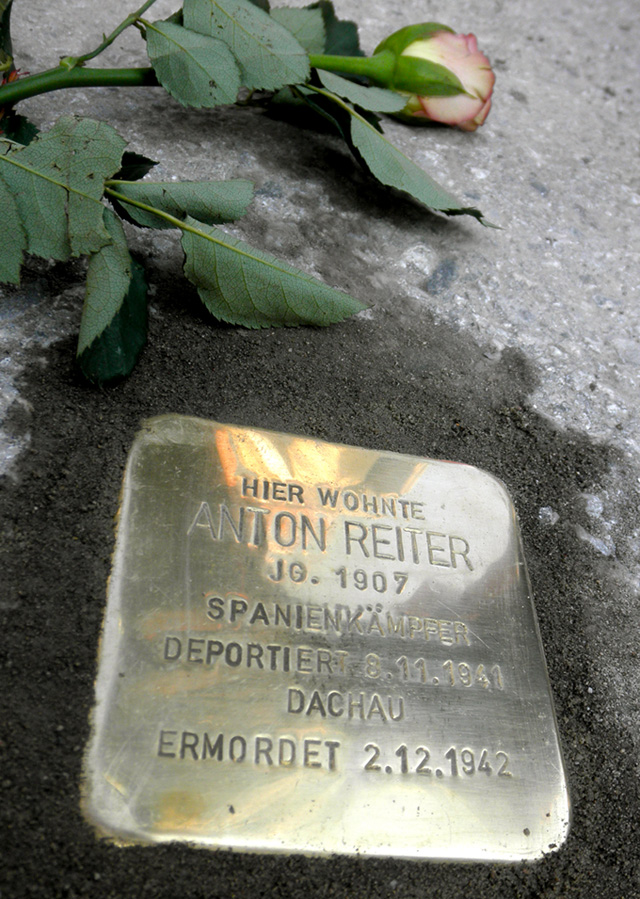 HIER WOHNTE
ANTON REITER
JG. 1907
SPANIENKÄMPFER
DEPORTIERT 8.11.1941
DACHAU
ERMORDET 2.12.1942